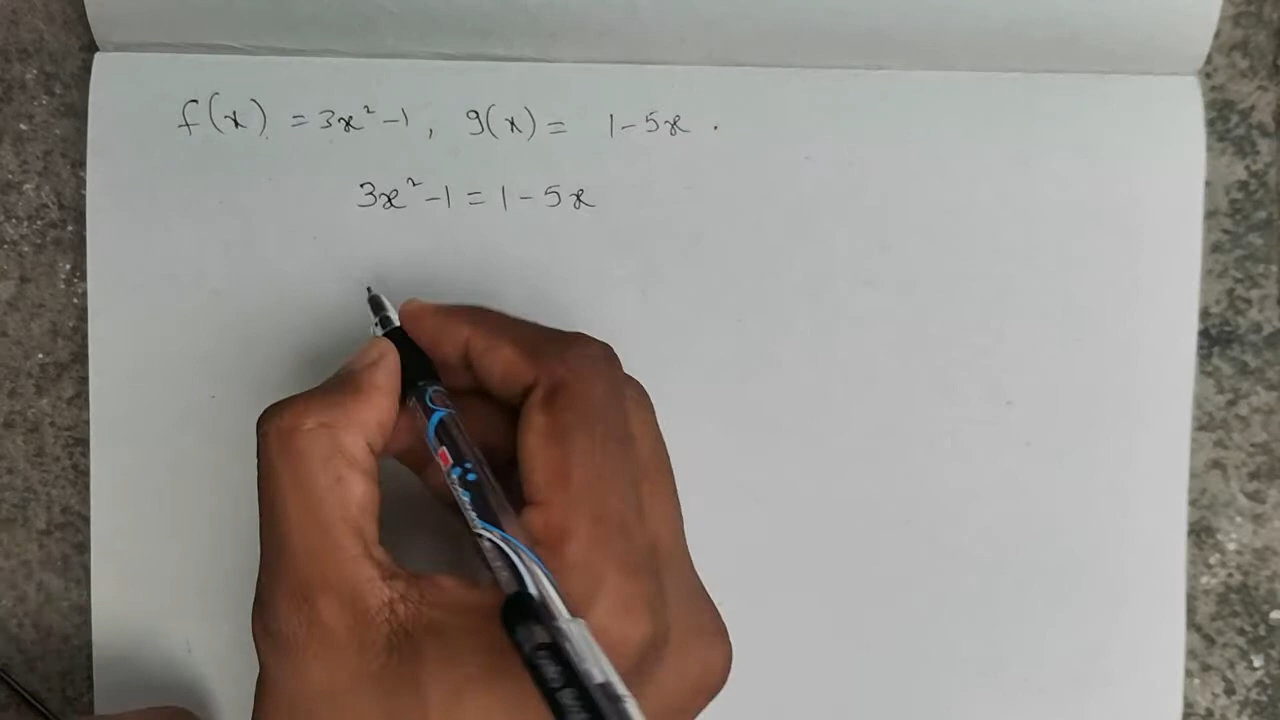 f(x) = 3x² - 1, g(x) = 1 - 5x .
3x² - 1 = 1 - 5x